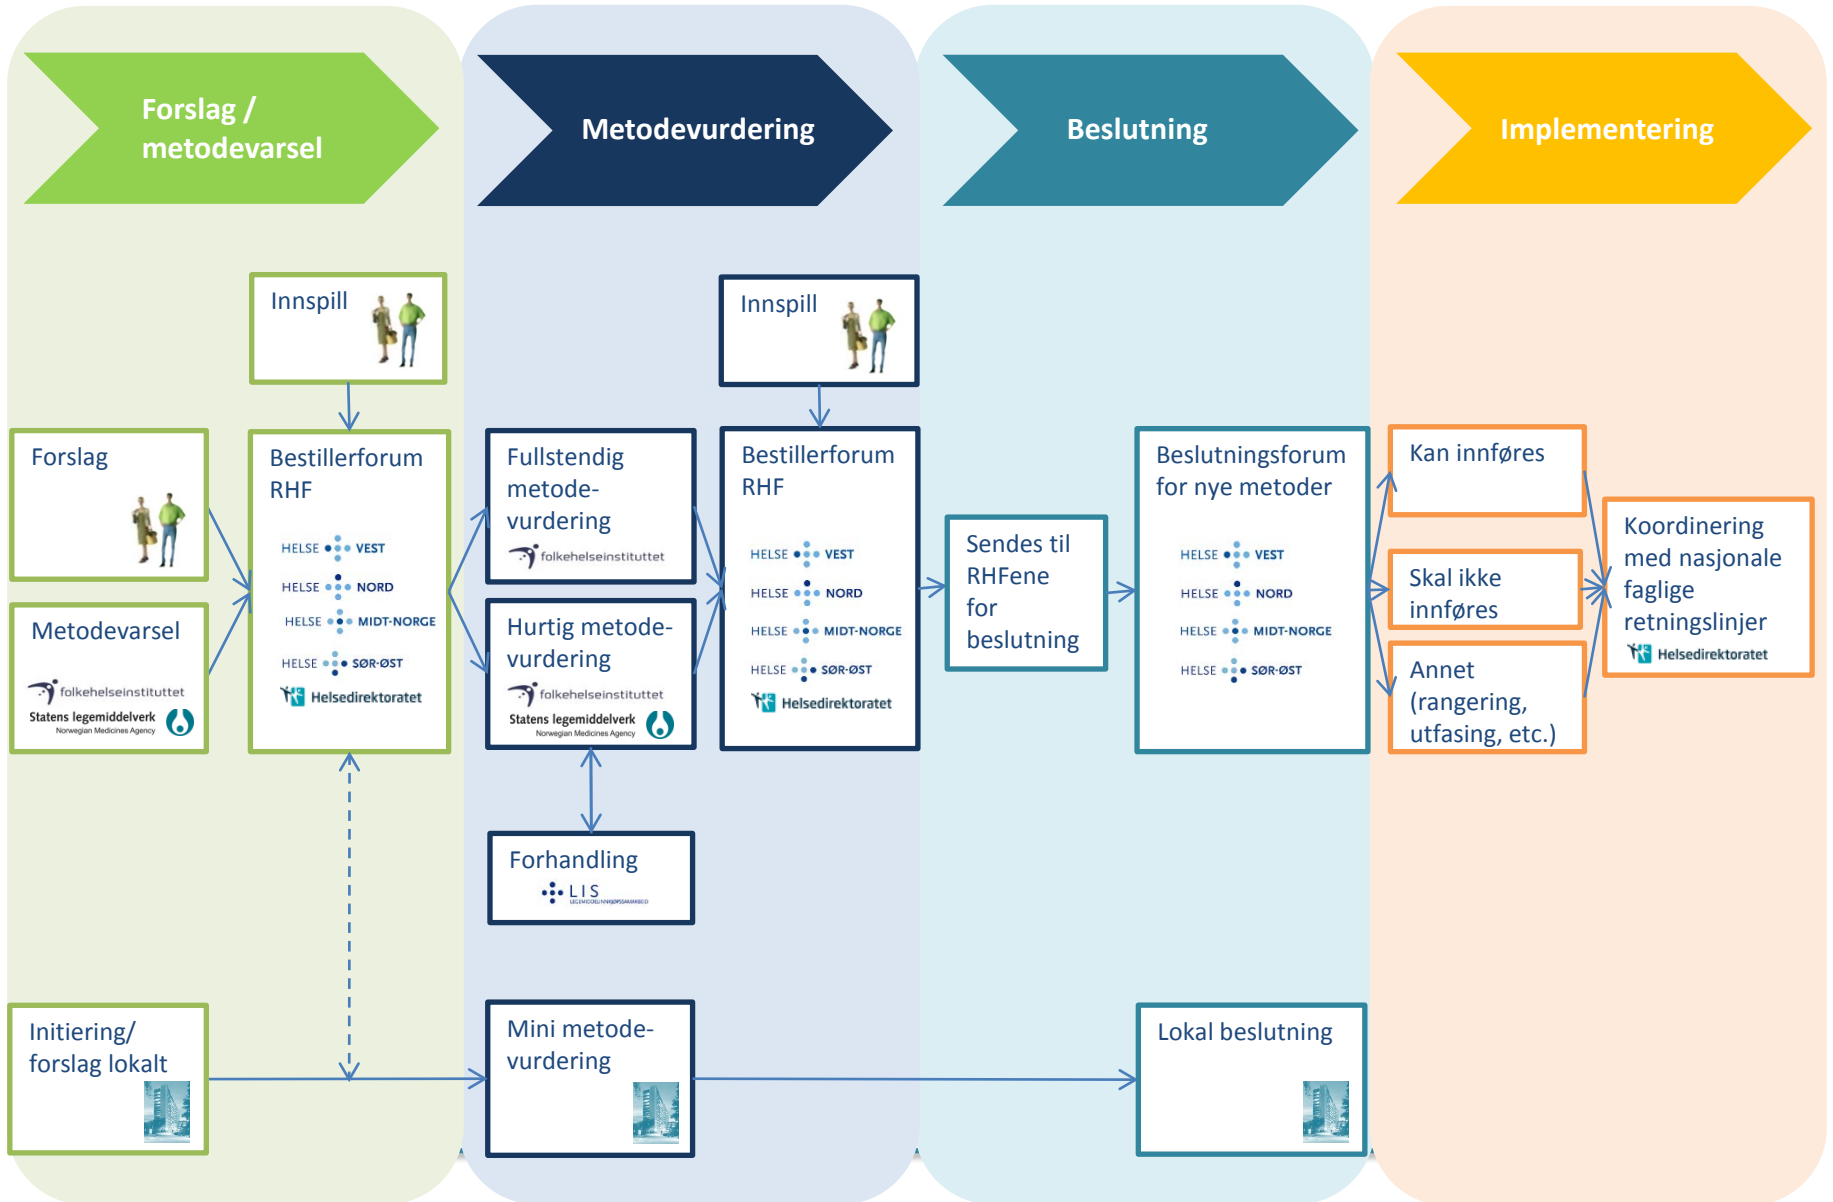 Forslag /
metodevarsel
Metodevurdering
Beslutning
Implementering
Innspill
Innspill
Forslag
Metodevarsel
folkehelseinstituttet
Statens legemiddelverk
Norwegian Medicines Agency
Bestillerforum
RHF
HELSE VEST
HELSE NORD
HELSE MIDT-NORGE
HELSE SØR-ØST
Helsedirektoratet
Fullstendig
metode-
vurdering
folkehelseinstituttet
Hurtig metode-
vurdering
folkehelseinstituttet
Statens legemiddelverk
Norwegian Medicines Agency
Forhandling
LIS
LEGEMIDDELINNKJØPSSAMARBEID
Bestillerforum
RHF
HELSE VEST
HELSE NORD
HELSE MIDT-NORGE
HELSE SØR-ØST
Helsedirektoratet
Sendes til
RHFene
for
beslutning
Beslutningsforum
for nye metoder
HELSE VEST
HELSE NORD
HELSE MIDT-NORGE
HELSE SØR-ØST
Kan innføres
Skal ikke
innføres
Annet
(rangering,
utfasing, etc.)
Koordinering
med nasjonale
faglige
retningslinjer
Helsedirektoratet
Initiering/
forslag lokalt
Mini metode-
vurdering
Lokal beslutning